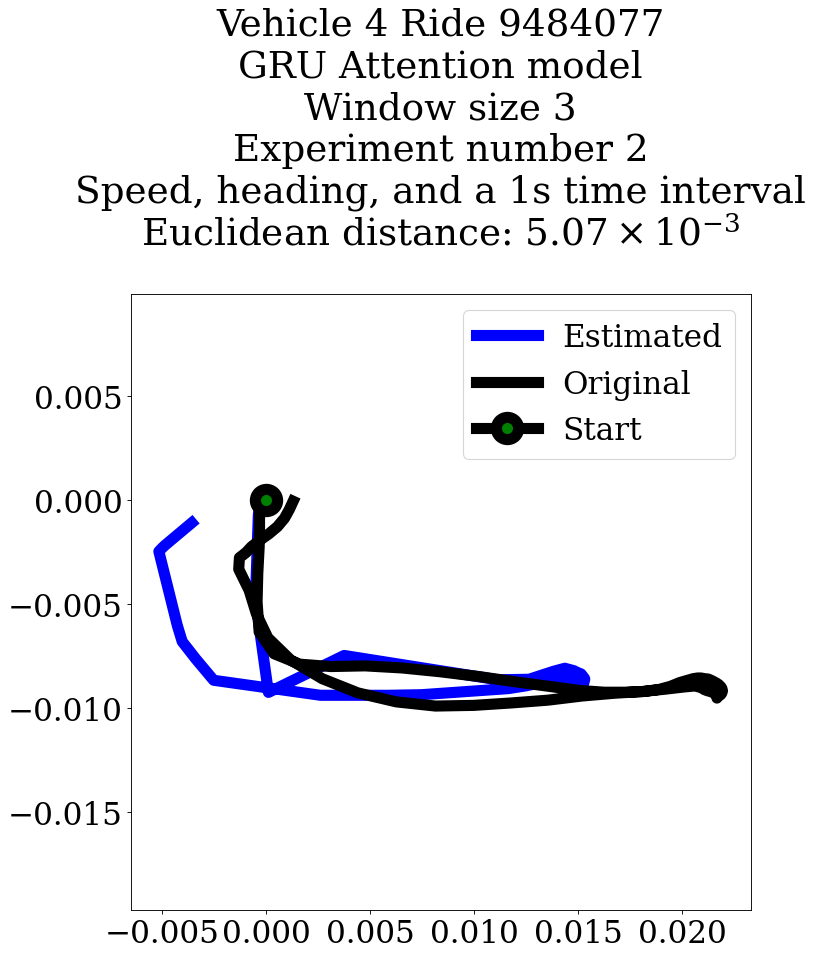 Vehicle 4 Ride 9484077
GRU Attention model
Window size 3
Experiment number 2
Speed, heading, and a 1s time interval
Euclidean distance: 5.07 × 10⁻³
Estimated
Original
Start
0.005
0.000
−0.005
−0.010
−0.015
−0.005 0.000 0.005 0.010 0.015 0.020